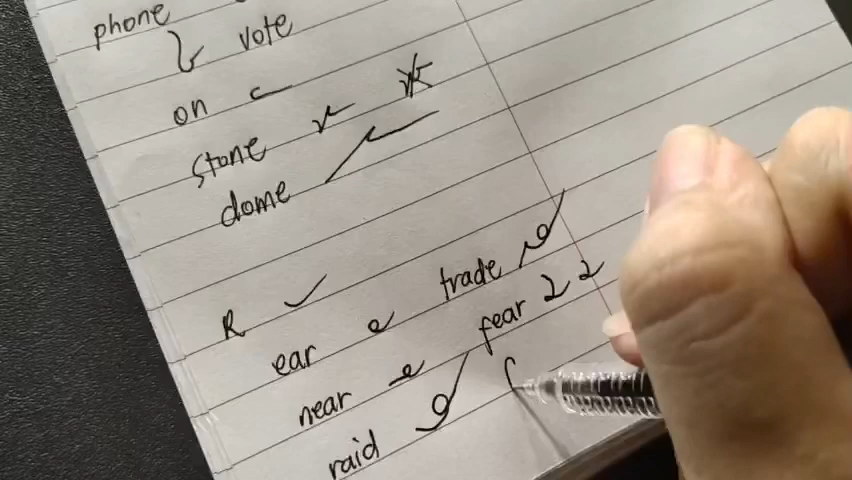 phone
vote
on
stone
dome
R
ear trade
near fear
raid